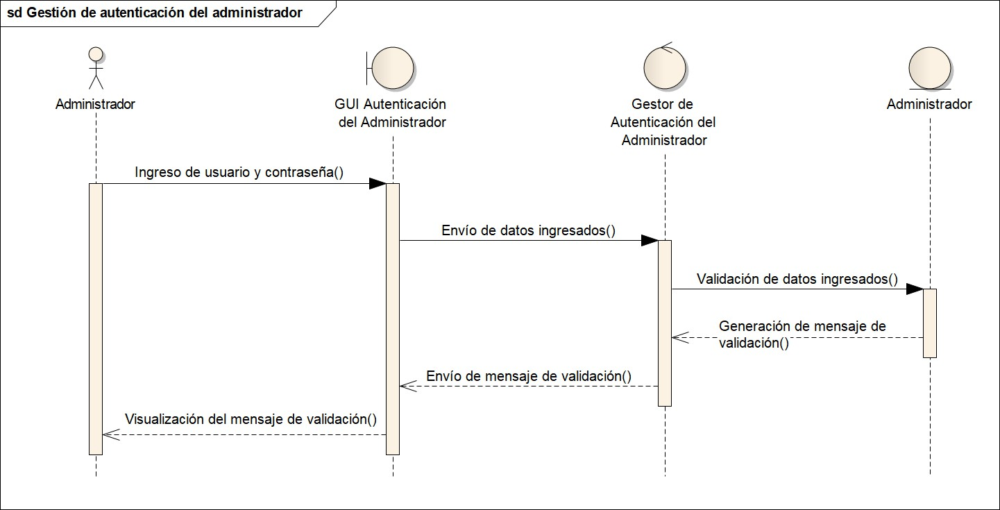 sd Gestión de autenticación del administrador
Administrador
GUI Autenticación
del Administrador
Gestor de
Autenticación del
Administrador
Administrador
Ingreso de usuario y contraseña()
Envío de datos ingresados()
Validación de datos ingresados()
Generación de mensaje de
validación()
Envío de mensaje de validación()
Visualización del mensaje de validación()